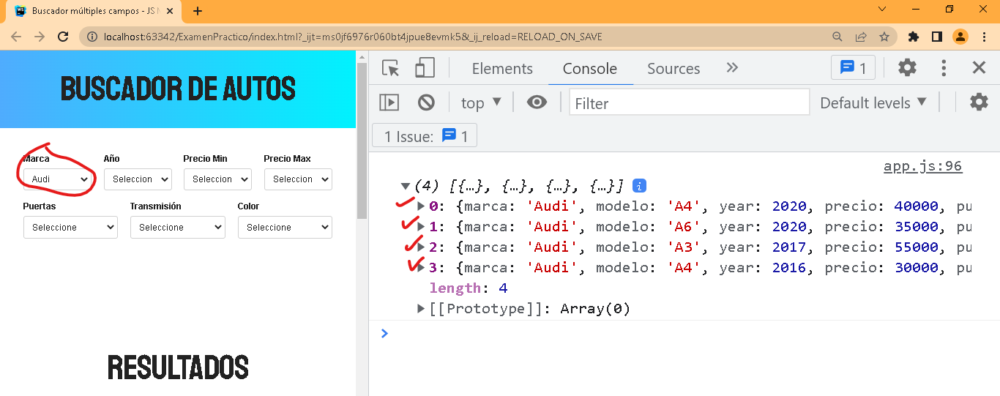 Buscador múltiples campos - JS M
localhost:63342/ExamenPractico/index.html?_ijt=ms0jf6976r060bt4jpue8evmk5&_ij_reload=RELOAD_ON_SAVE
BUSCADOR DE AUTOS
Marca Año Precio Min Precio Max
Audi Seleccion Seleccion Seleccion
Puertas Transmisión Color
Seleccione Seleccione Seleccione
RESULTADOS
Elements Console Sources 1
top Filter Default levels
1 Issue: 1
app.js:96
(4) [{…}, {…}, {…}, {…}] i
0: {marca: 'Audi', modelo: 'A4', year: 2020, precio: 40000, pu
1: {marca: 'Audi', modelo: 'A6', year: 2020, precio: 35000, pu
2: {marca: 'Audi', modelo: 'A3', year: 2017, precio: 55000, pu
3: {marca: 'Audi', modelo: 'A4', year: 2016, precio: 30000, pu
length: 4
[[Prototype]]: Array(0)